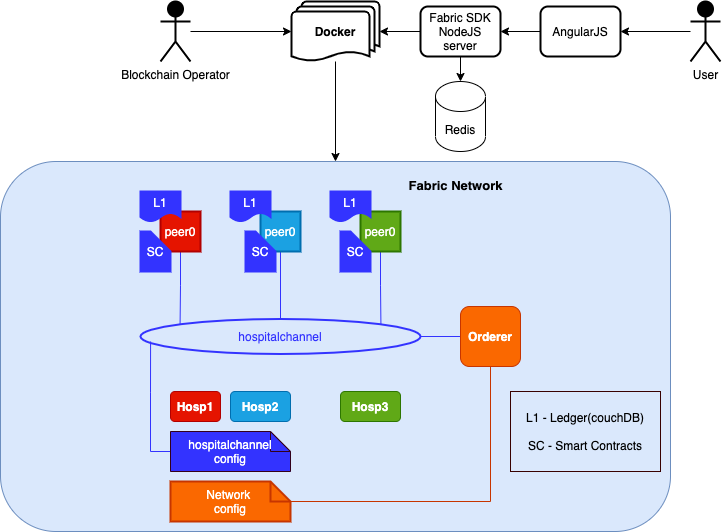 Docker
Fabric SDK
NodeJS
server
AngularJS
Blockchain Operator
User
Redis
Fabric Network
L1
peer0
SC
L1
peer0
SC
L1
peer0
SC
hospitalchannel
Orderer
Hosp1
Hosp2
Hosp3
L1 - Ledger(couchDB)
SC - Smart Contracts
hospitalchannel
config
Network
config